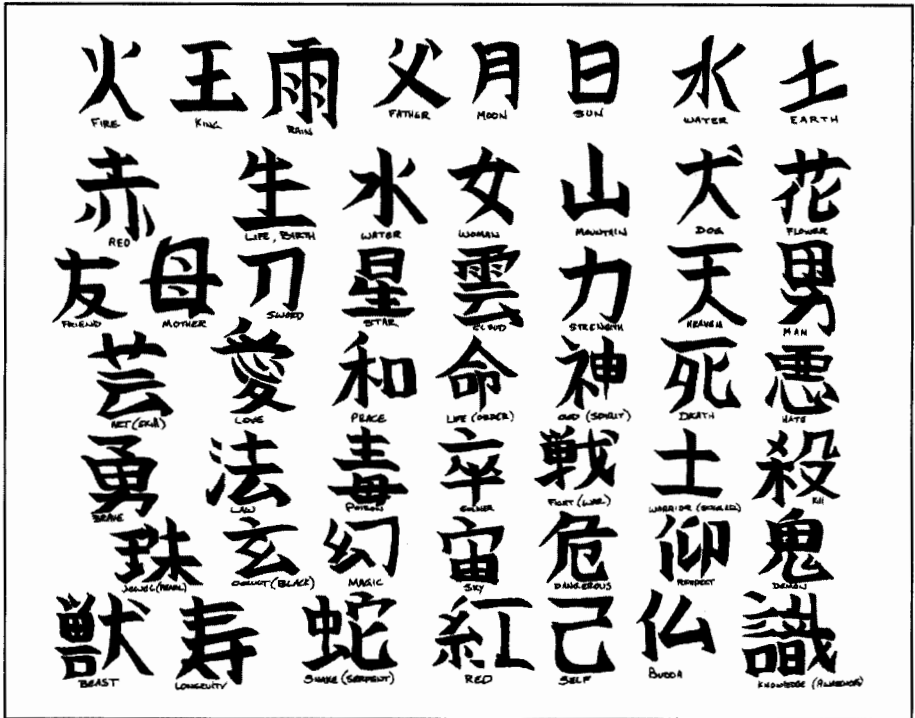 火 王 雨 父 月 日 水 土
FIRE KING RAIN FATHER MOON SUN WATER EARTH
赤 生 水 女 山 犬 花
RED LIFE, BIRTH WATER WOMAN MOUNTAIN DOG FLOWER
友 母 刀 星 雲 力 天 男
FRIEND MOTHER SWORD STAR CLOUD STRENGTH HEAVEN MAN
芸 愛 和 命 神 死 悪
ART (SKILL) LOVE PEACE LIFE (ORDER) GOD (SPIRIT) DEATH HATE
勇 法 毒 卒 戦 士 殺
BRAVE LAW POISON SOLDIER FIGHT (WAR) WARRIOR (SCHOLAR) KILL
珠 玄 幻 宙 危 仰 鬼
JEWEL (PEARL) OCCULT (BLACK) MAGIC SKY DANGEROUS RESPECT DEMON
獣 寿 蛇 紅 己 仏 識
BEAST LONGEVITY SNAKE (SERPENT) RED SELF BUDDA KNOWLEDGE (AWARENESS)